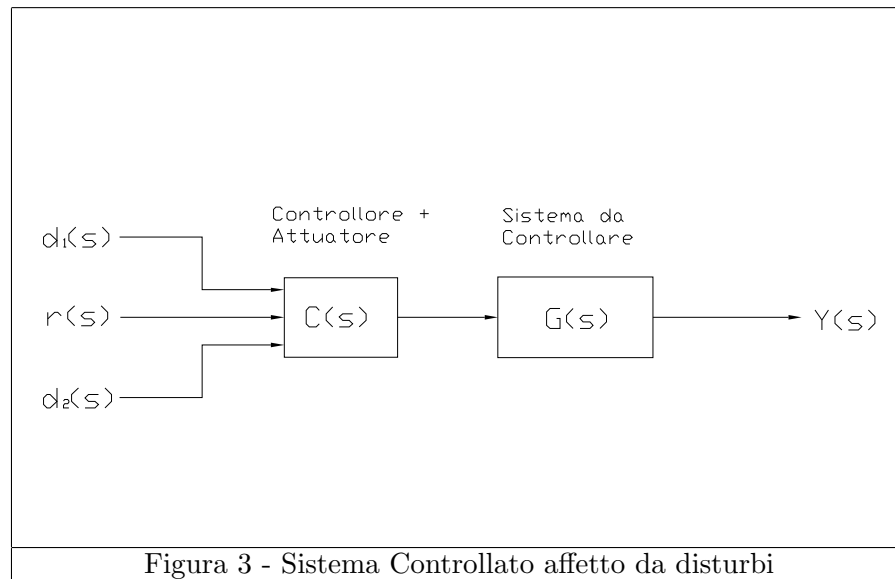 Controllore +
Attuatore
Sistema da
Controllare
d₁(s)
r(s)
d₂(s)
C(s)
G(s)
Y(s)
Figura 3 - Sistema Controllato affetto da disturbi